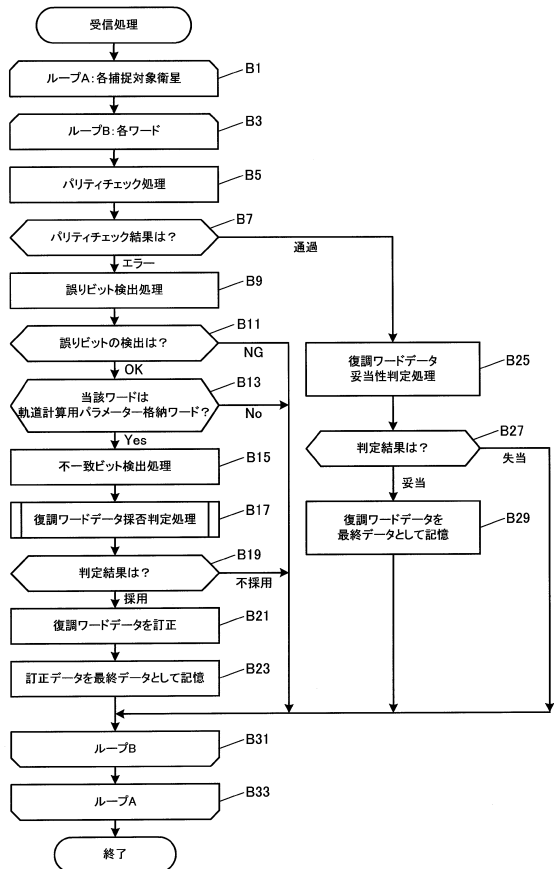 受信処理
ループA：各捕捉対象衛星
B1
ループB：各ワード
B3
パリティチェック処理
B5
パリティチェック結果は？
B7
通過
エラー
誤りビット検出処理
B9
誤りビットの検出は？
B11
NG
OK
当該ワードは
軌道計算用パラメーター格納ワード？
B13
No
Yes
不一致ビット検出処理
B15
復調ワードデータ採否判定処理
B17
判定結果は？
B19
不採用
採用
復調ワードデータを訂正
B21
訂正データを最終データとして記憶
B23
復調ワードデータ
妥当性判定処理
B25
判定結果は？
B27
失当
妥当
復調ワードデータを
最終データとして記憶
B29
ループB
B31
ループA
B33
終了